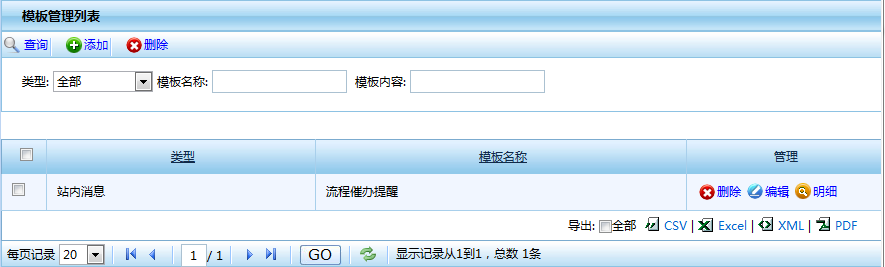 模板管理列表
查询 添加 删除
类型: 全部 模板名称: 模板内容:
类型 模板名称 管理
站内消息 流程催办提醒 删除 编辑 明细
导出: 全部 CSV | Excel | XML | PDF
每页记录 20 1 / 1 GO 显示记录从1到1，总数 1条